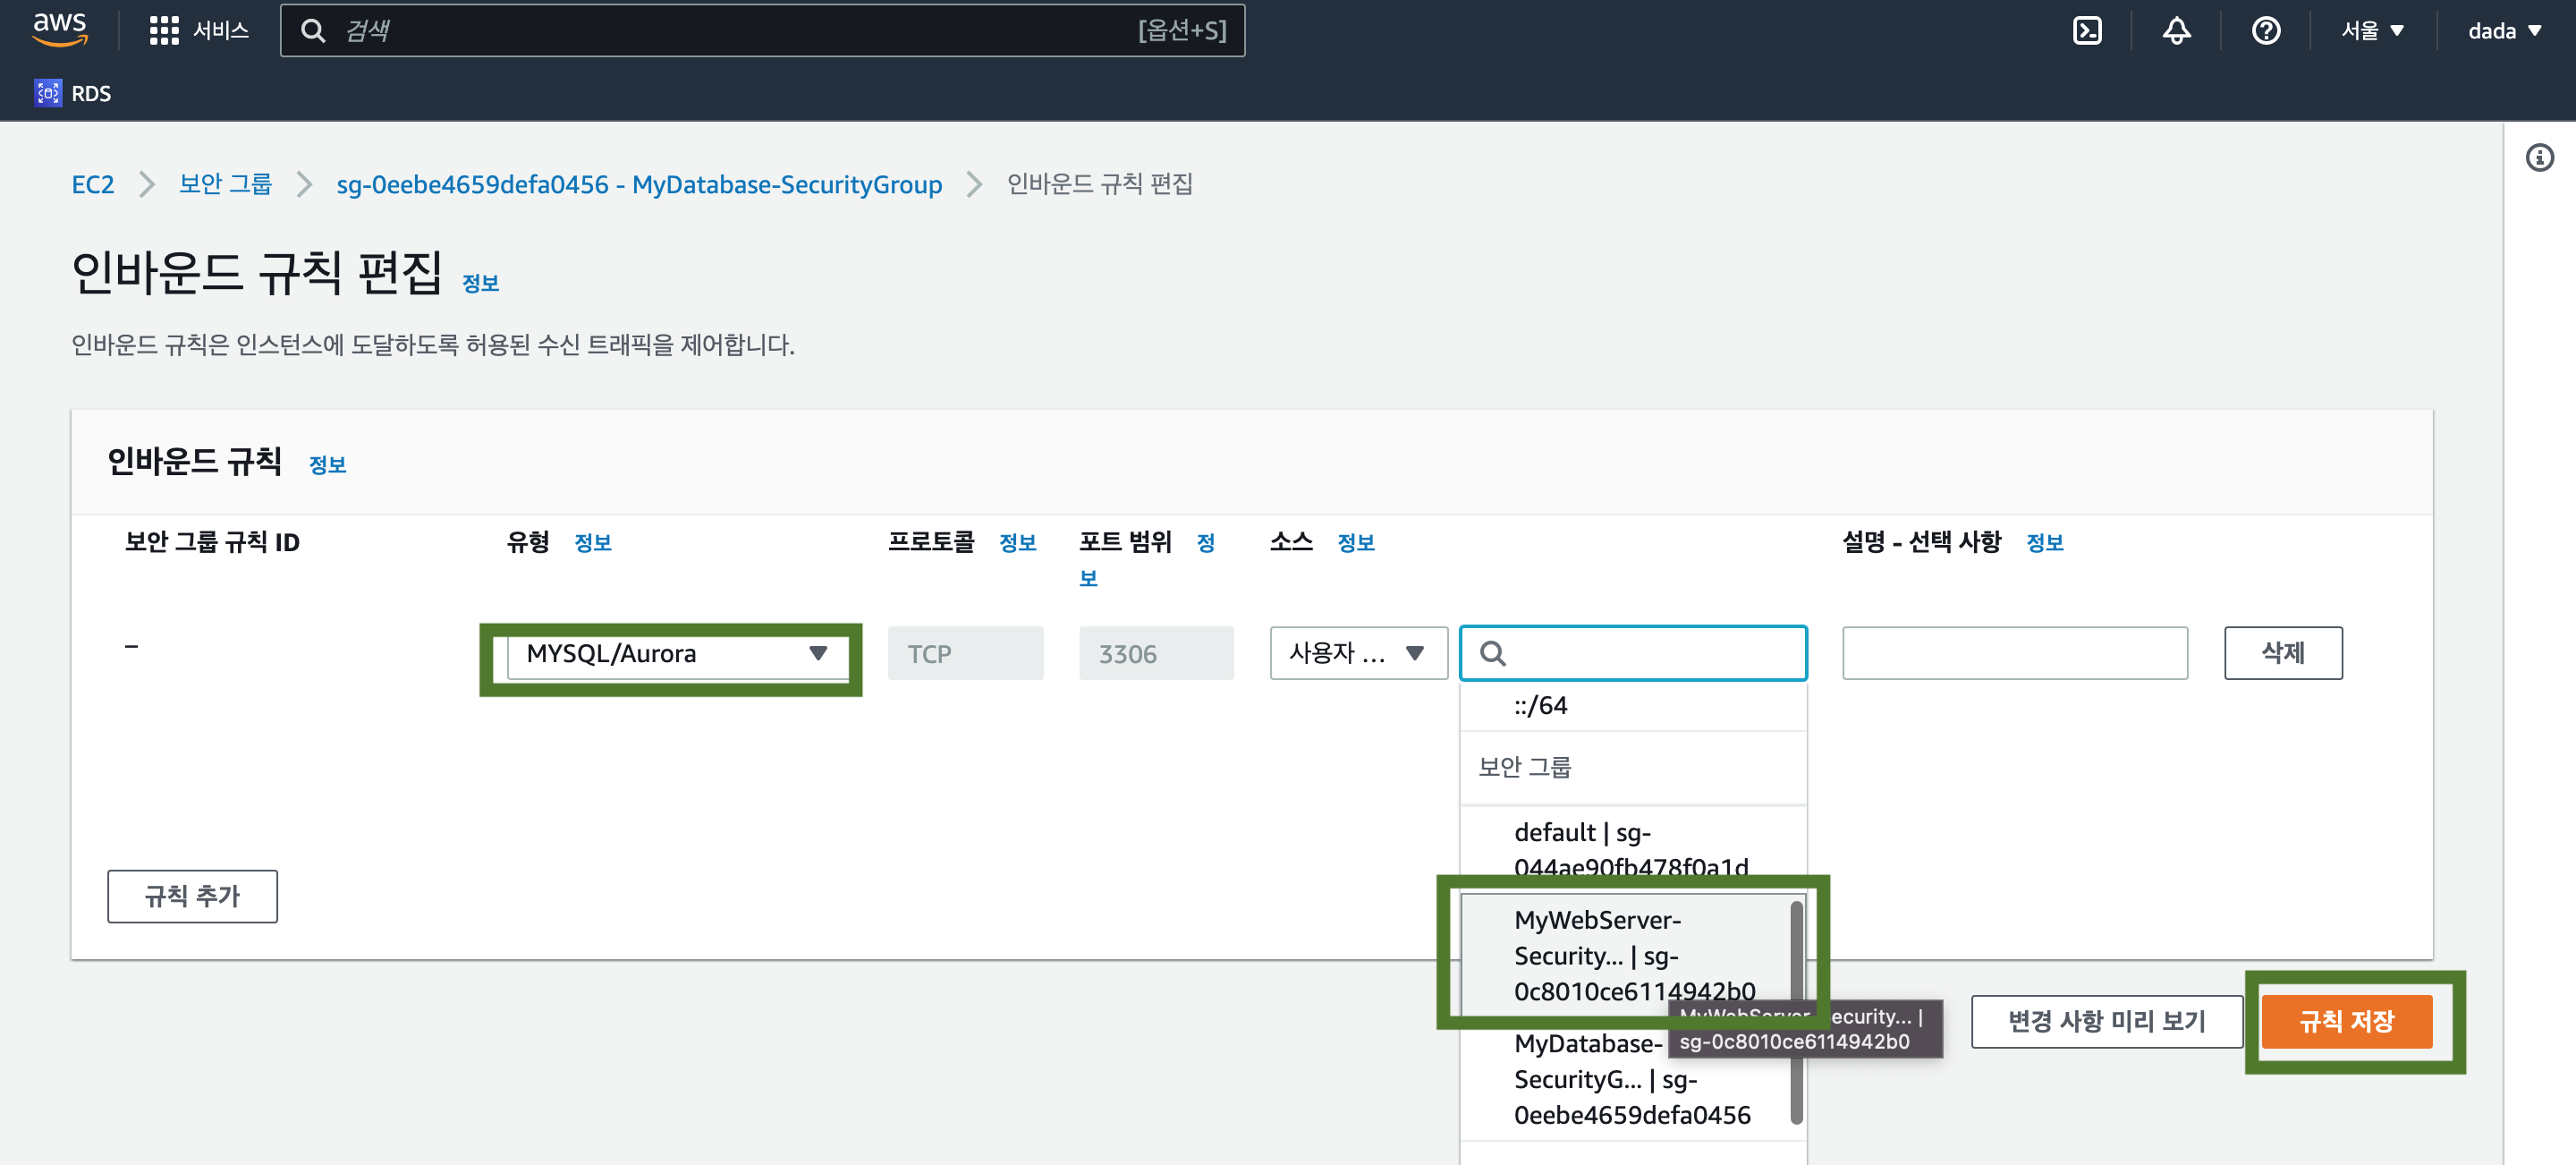 aws
서비스
검색
[옵션+S]
서울
dada
RDS
EC2
보안 그룹
sg-0eebe4659defa0456 - MyDatabase-SecurityGroup
인바운드 규칙 편집
인바운드 규칙 편집 정보
인바운드 규칙은 인스턴스에 도달하도록 허용된 수신 트래픽을 제어합니다.
인바운드 규칙 정보
보안 그룹 규칙 ID
유형 정보
프로토콜 정보
포트 범위 정
보
소스 정보
설명 - 선택 사항 정보
–
MYSQL/Aurora
TCP
3306
사용자 ...
삭제
::/64
보안 그룹
default | sg-
044ae90fb478f0a1d
MyWebServer-
Security... | sg-
0c8010ce6114942b0
MyDatabase-
SecurityG... | sg-
0eebe4659defa0456
MyWebServer-Security... |
sg-0c8010ce6114942b0
규칙 추가
변경 사항 미리 보기
규칙 저장